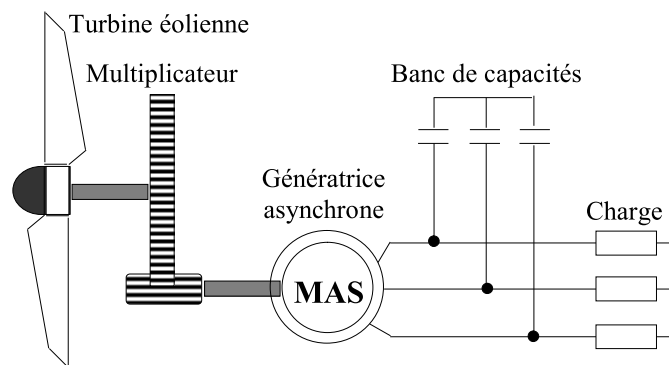 Turbine éolienne
Multiplicateur
Banc de capacités
Génératrice
asynchrone
Charge
MAS